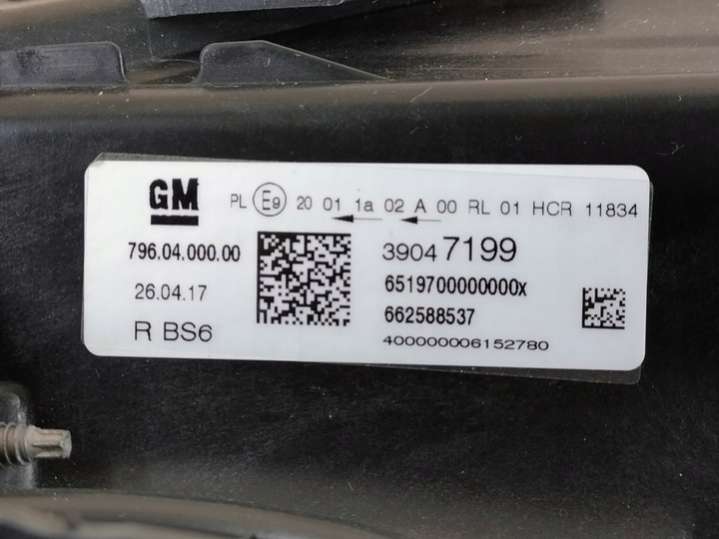 GM
PL E9 20 01 1a 02 A 00 RL 01 HCR 11834
796.04.000.00
39047199
26.04.17
6519700000000x
R BS6
662588537
400000006152780